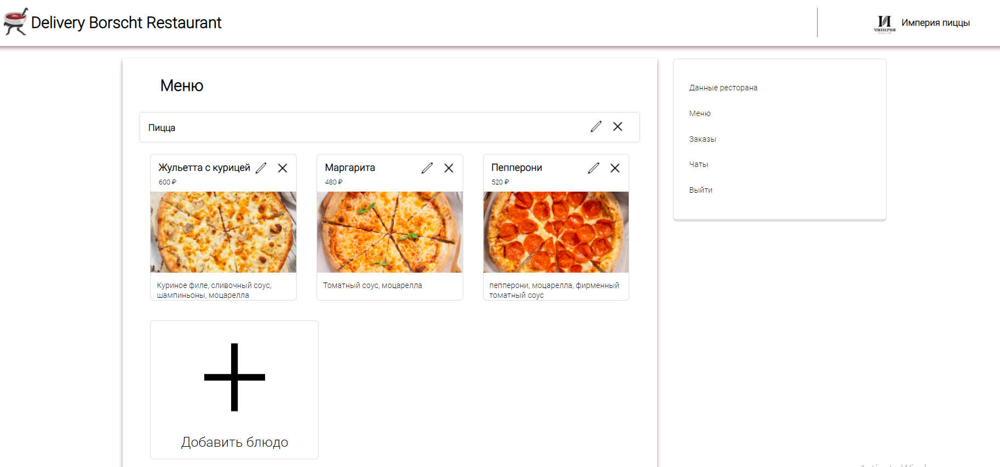 Delivery Borscht Restaurant
Империя пиццы
Меню
Пицца
Жульетта с курицей
600 ₽
Куриное филе, сливочный соус,
шампиньоны, моцарелла
Маргарита
480 ₽
Томатный соус, моцарелла
Пепперони
520 ₽
пепперони, моцарелла, фирменный
томатный соус
Добавить блюдо
Данные ресторана
Меню
Заказы
Чаты
Выйти